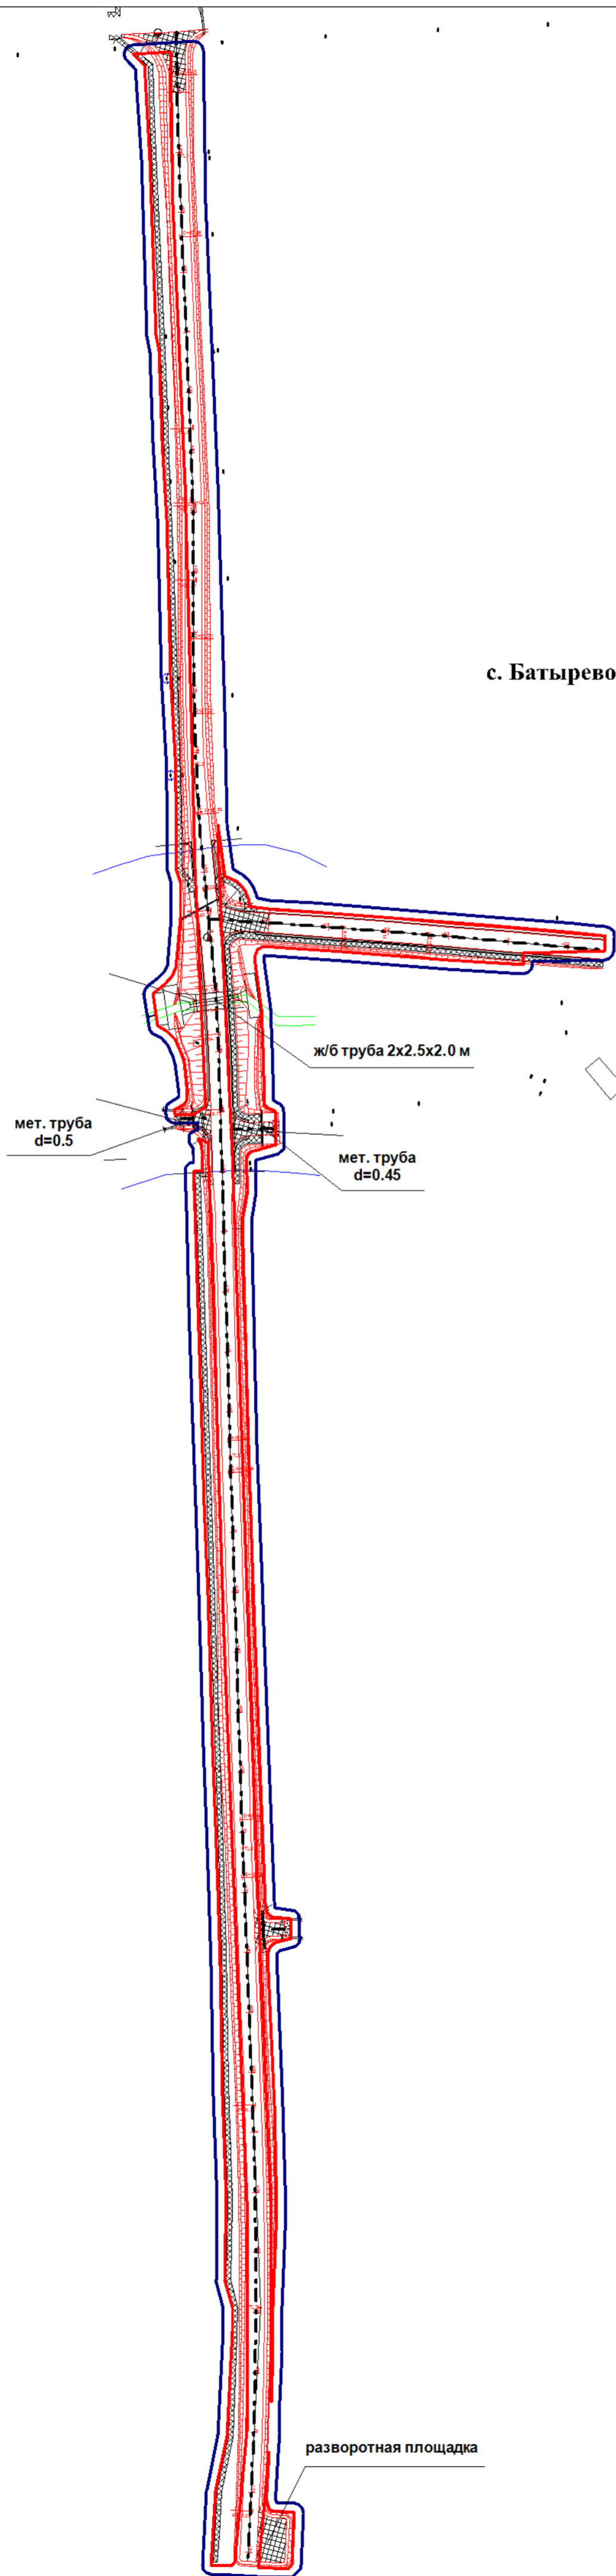 с. Батырево
ж/б труба 2х2.5х2.0 м
мет. труба
d=0.5
мет. труба
d=0.45
разворотная площадка